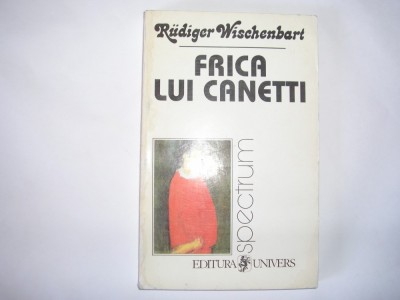 Rüdiger Wischenbart
FRICA
LUI CANETTI
spectrum
EDITURA UNIVERS